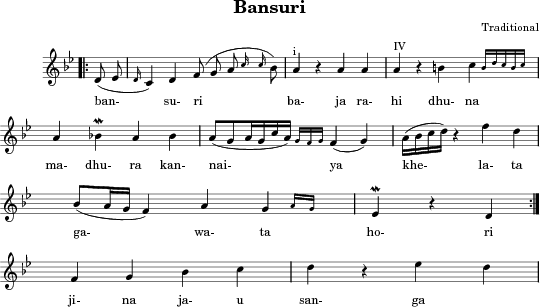 Bansuri
Traditional
i IV
ban- su- ri ba- ja ra- hi dhu- na
ma- dhu- ra kan- nai- ya khe- la- ta
ga- wa- ta ho- ri
ji- na ja- u san- ga